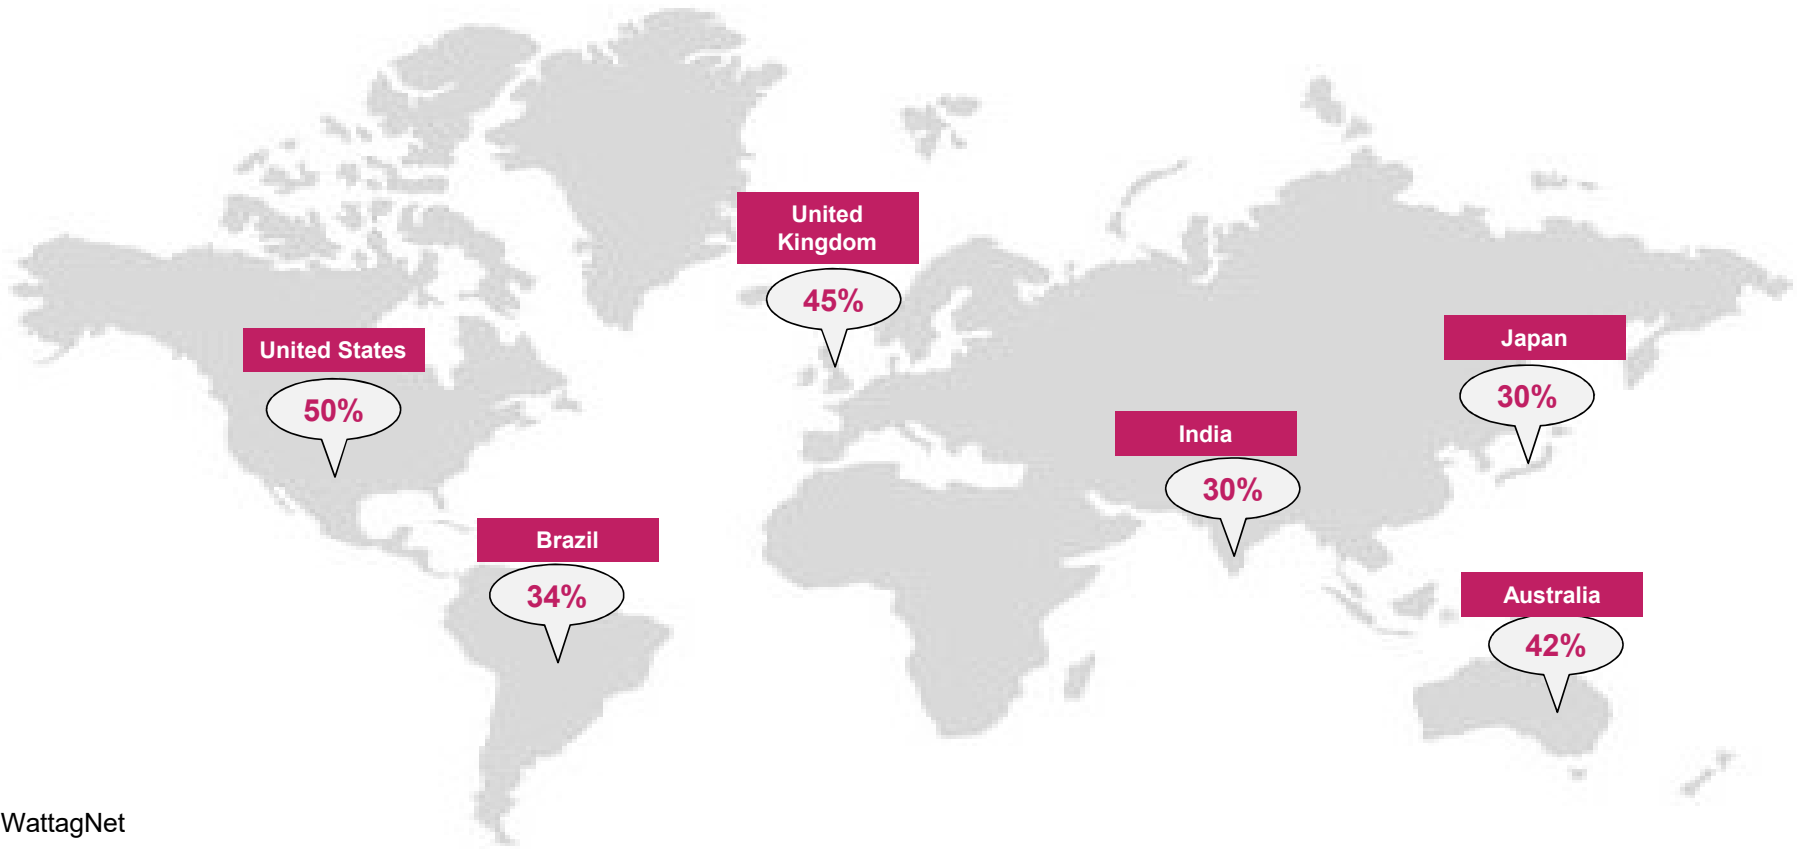 United
Kingdom
45%
United States
50%
Japan
30%
India
30%
Brazil
34%
Australia
42%
WattagNet